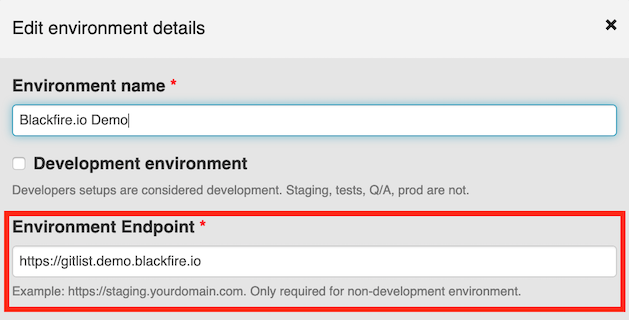 Edit environment details
Environment name *
Blackfire.io Demo
Development environment
Developers setups are considered development. Staging, tests, Q/A, prod are not.
Environment Endpoint *
https://gitlist.demo.blackfire.io
Example: https://staging.yourdomain.com. Only required for non-development environment.